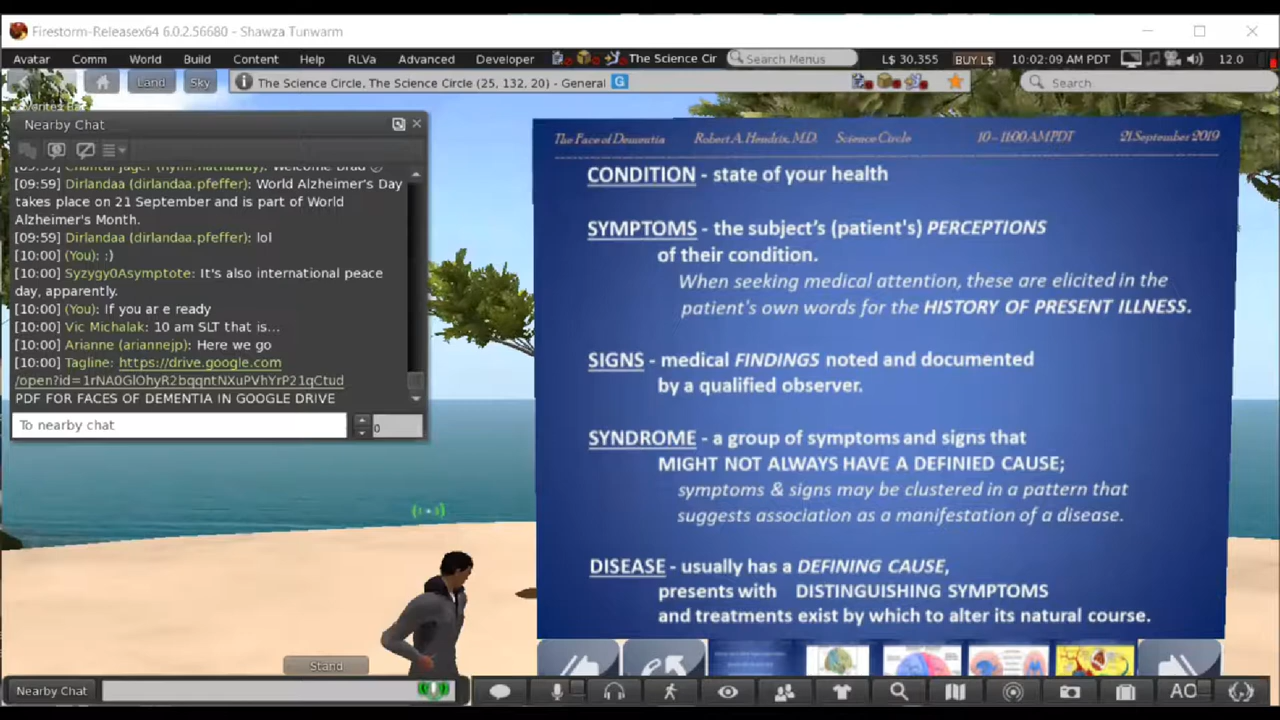 Firestorm-Releasex64 6.0.2.56680 - Shawza Tunwarm
Avatar Comm World Build Content Help RLVa Advanced Developer The Science Cir Search Menus L$ 30,355 BUY L$ 10:02:09 AM PDT 12.0
Land Sky The Science Circle, The Science Circle (25, 132, 20) - General G Search
Nearby Chat
[09:59] Dirlandaa (dirlandaa.pfeffer): World Alzheimer's Day
takes place on 21 September and is part of World
Alzheimer's Month.
[09:59] Dirlandaa (dirlandaa.pfeffer): lol
[10:00] (You): :)
[10:00] Syzygy0Asymptote: It's also international peace
day, apparently.
[10:00] (You): If you ar e ready
[10:00] Vic Michalak: 10 am SLT that is...
[10:00] Arianne (ariannejp): Here we go
[10:00] Tagline: https://drive.google.com
/open?id=1rNA0GlOhyR2bqqntNXuPVhYrP21qCtud
PDF FOR FACES OF DEMENTIA IN GOOGLE DRIVE
To nearby chat 0
The Face of Dementia Robert A. Hendrix, M.D. Science Circle 10 - 11:00 AM PDT 21 September 2019
CONDITION - state of your health
SYMPTOMS - the subject's (patient's) PERCEPTIONS
of their condition.
When seeking medical attention, these are elicited in the
patient's own words for the HISTORY OF PRESENT ILLNESS.
SIGNS - medical FINDINGS noted and documented
by a qualified observer.
SYNDROME - a group of symptoms and signs that
MIGHT NOT ALWAYS HAVE A DEFINIED CAUSE;
symptoms & signs may be clustered in a pattern that
suggests association as a manifestation of a disease.
DISEASE - usually has a DEFINING CAUSE,
presents with DISTINGUISHING SYMPTOMS
and treatments exist by which to alter its natural course.
Stand
Nearby Chat AO